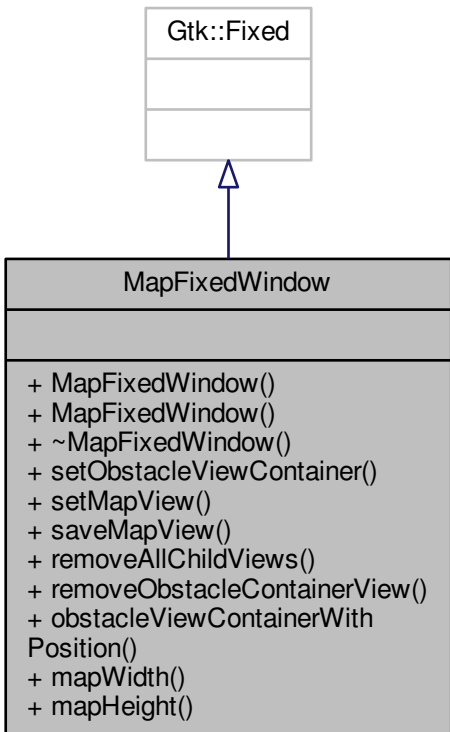 Gtk::Fixed
MapFixedWindow
+ MapFixedWindow()
+ MapFixedWindow()
+ ~MapFixedWindow()
+ setObstacleViewContainer()
+ setMapView()
+ saveMapView()
+ removeAllChildViews()
+ removeObstacleContainerView()
+ obstacleViewContainerWith
Position()
+ mapWidth()
+ mapHeight()